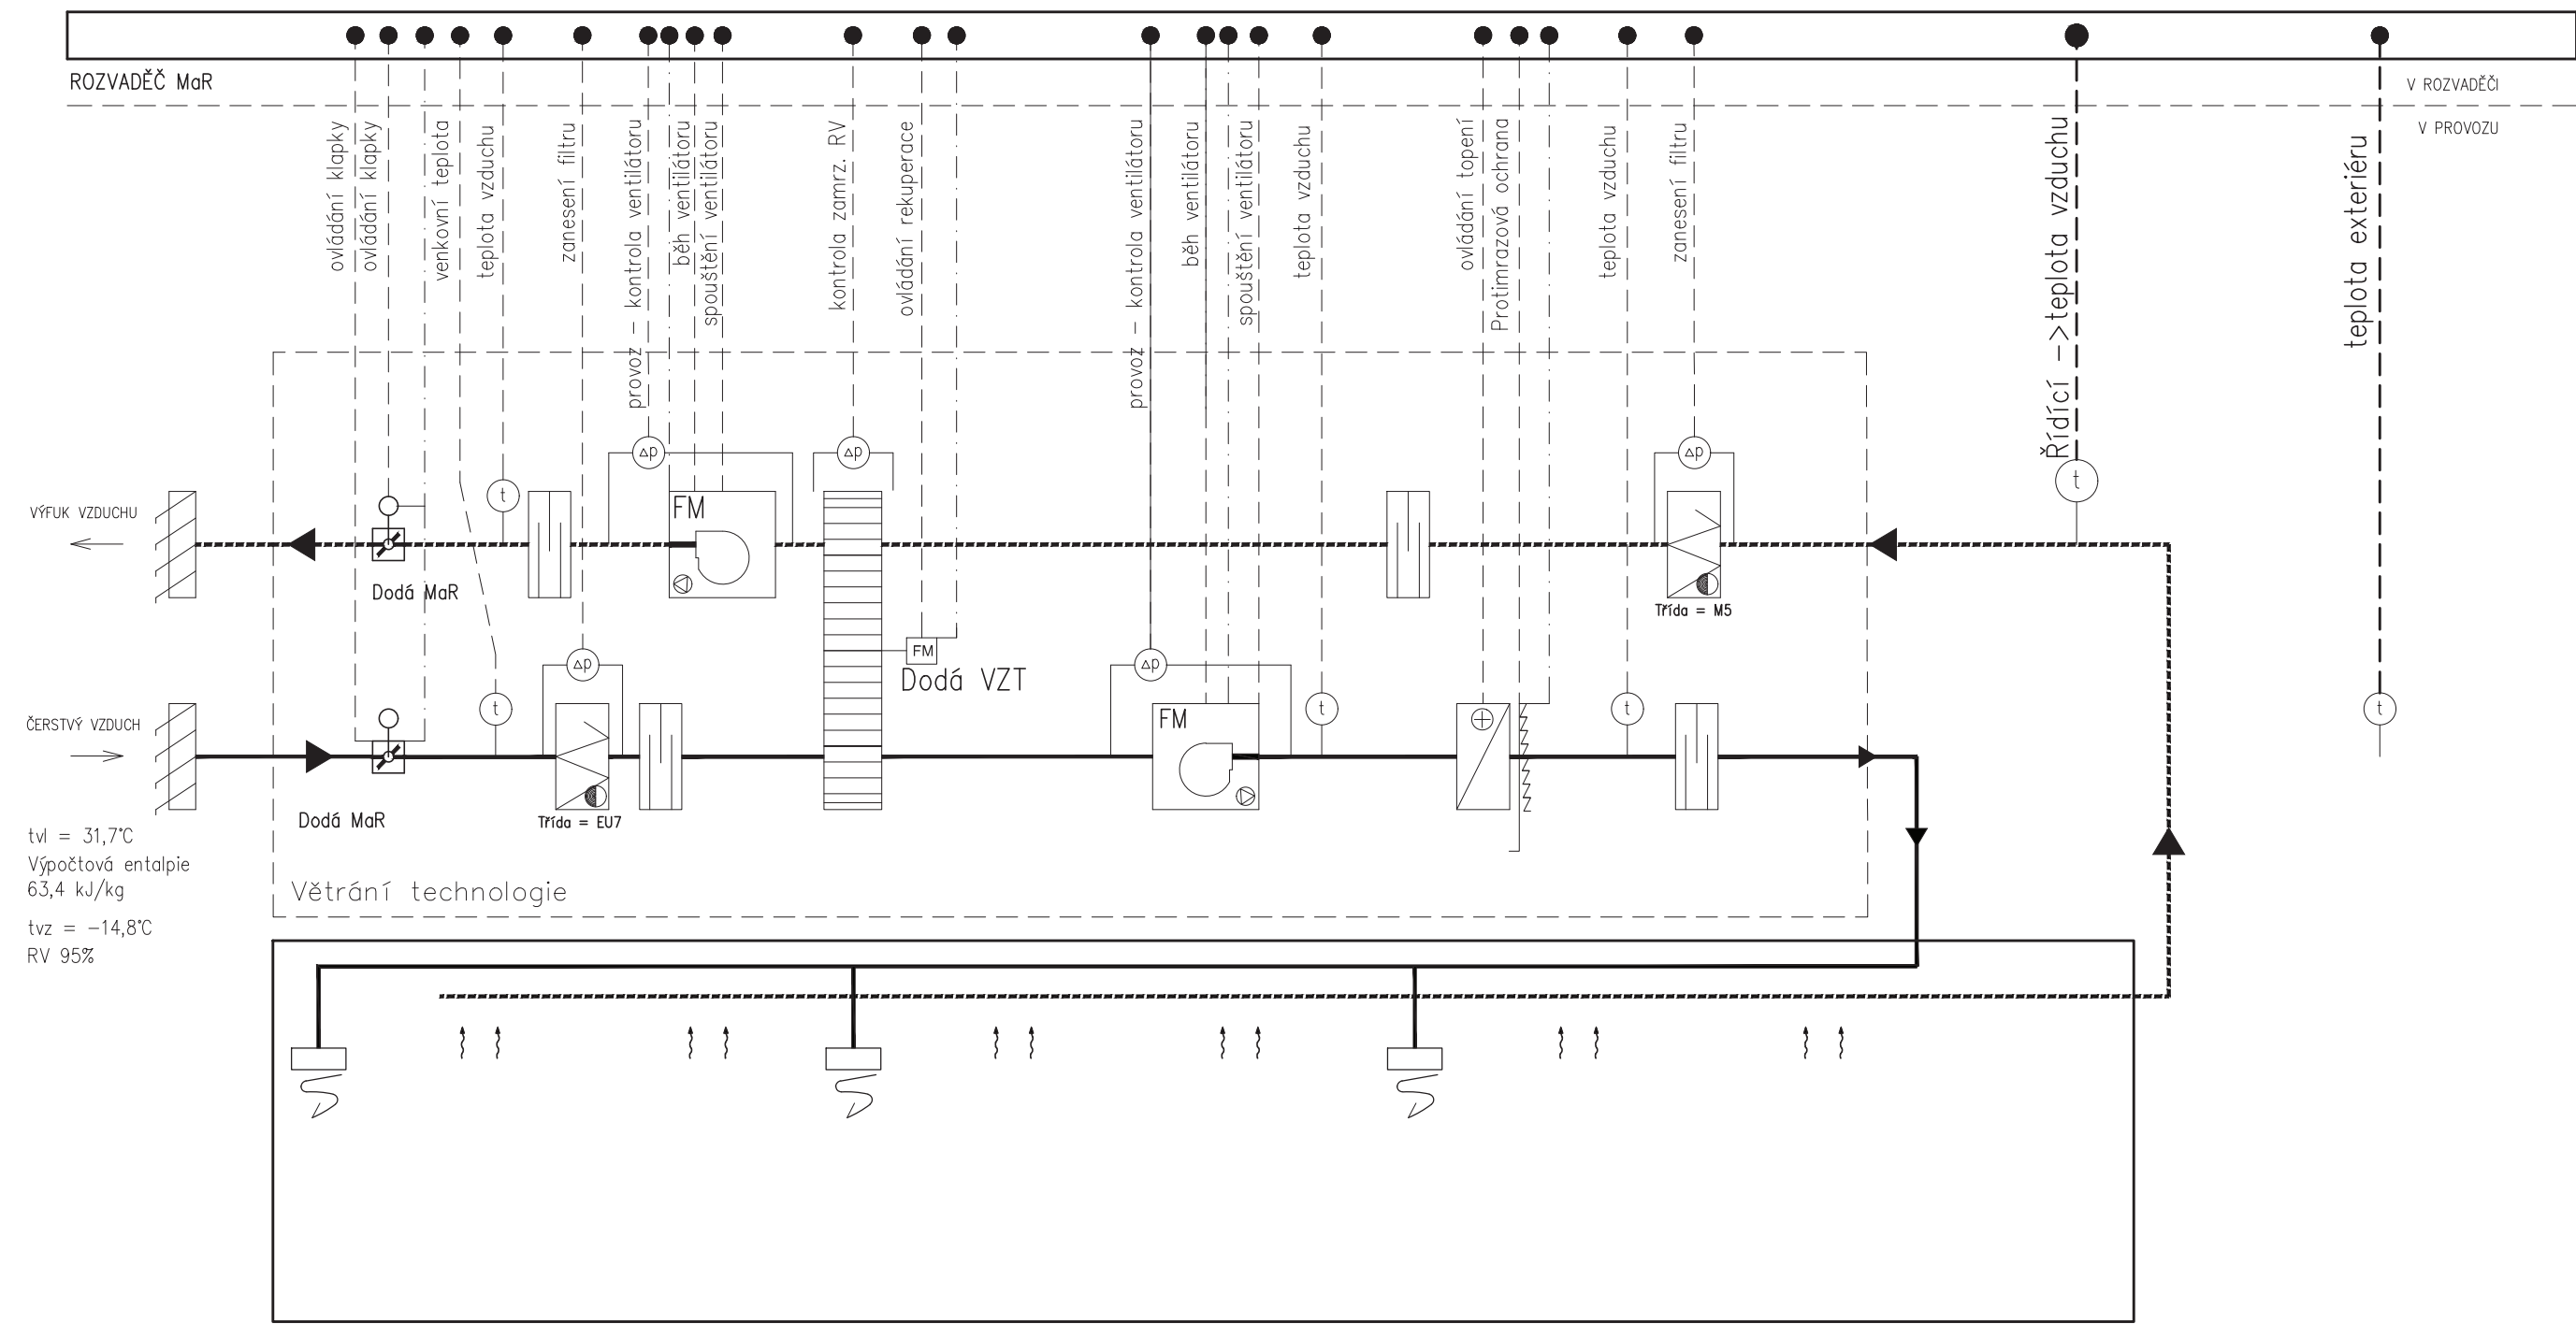 ROZVADĚČ MaR
V ROZVADĚČI
V PROVOZU
ovládání klapky
ovládání klapky
venkovní teplota
teplota vzduchu
zanesení filtru
provoz - kontrola ventilátoru
běh ventilátoru
spouštění ventilátoru
kontrola zamrz. RV
ovládání rekuperace
provoz - kontrola ventilátoru
běh ventilátoru
spouštění ventilátoru
teplota vzduchu
ovládání topení
Protimrazová ochrana
teplota vzduchu
zanesení filtru
Řídící ->teplota vzduchu
teplota exteriéru
Δp
Δp
Δp
t
t
FM
VÝFUK VZDUCHU
Dodá MaR
Třída = M5
FM
Δp
Δp
Dodá VZT
t
t
t
t
FM
ČERSTVÝ VZDUCH
Dodá MaR
Třída = EU7
tvl = 31,7°C
Výpočtová entalpie
63,4 kJ/kg
tvz = -14,8°C
RV 95%
Větrání technologie